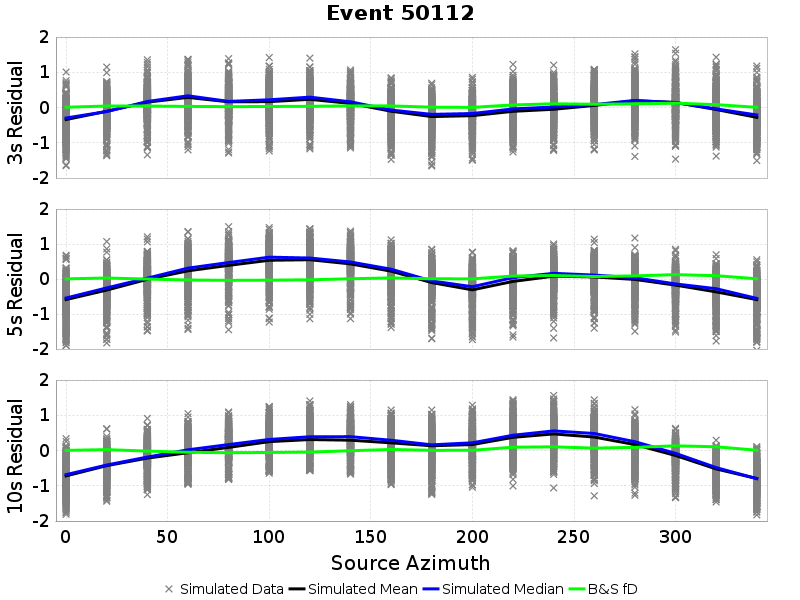 Event 50112
3s Residual
2
1
0
-1
-2
5s Residual
2
1
0
-1
-2
10s Residual
2
1
0
-1
-2
0 50 100 150 200 250 300
Source Azimuth
Simulated Data Simulated Mean Simulated Median B&S fD